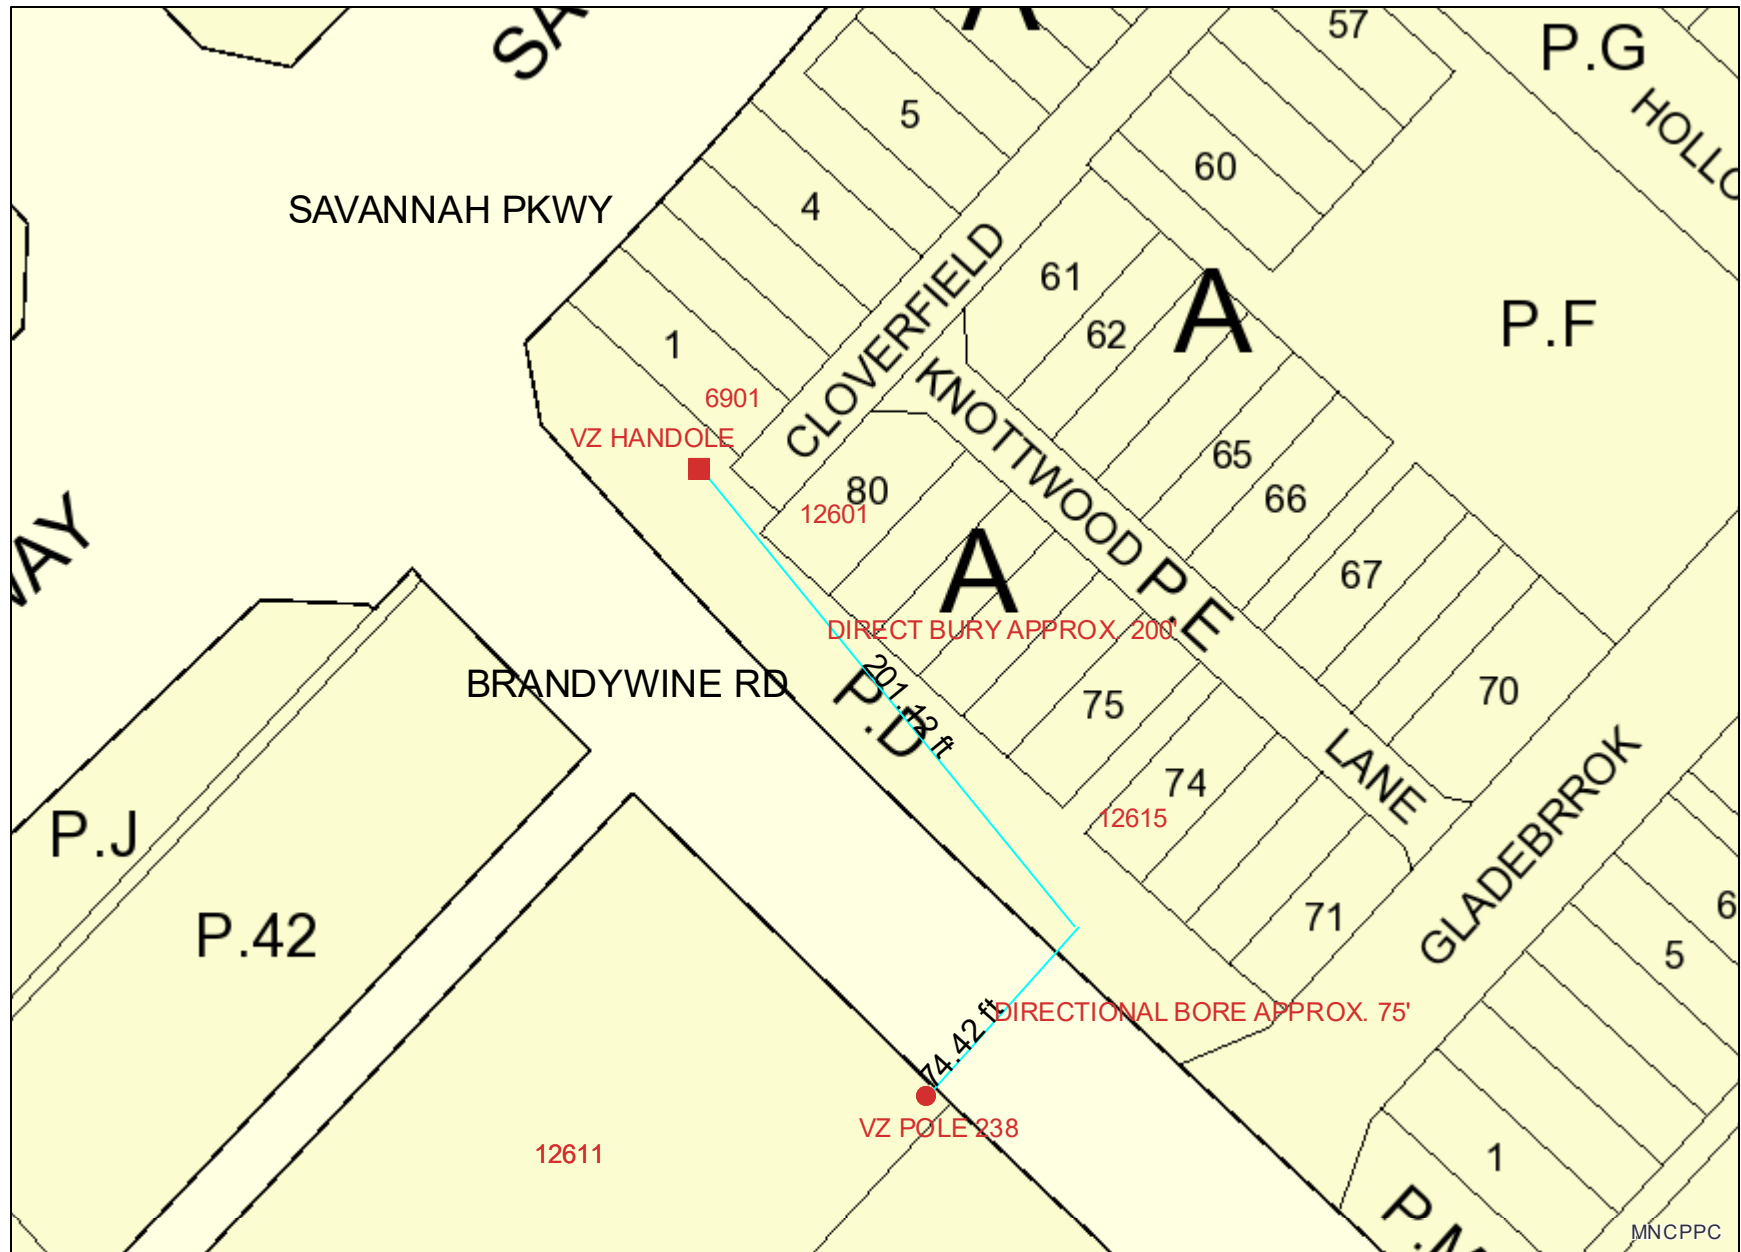 SA
A
57
P.G
HOLLO
5
60
SAVANNAH PKWY
4
CLOVERFIELD
61
A
62
P.F
1
6901
KNOTTWOOD
VZ HANDOLE
65
80
66
12601
WAY
A
67
P.E
DIRECT BURY APPROX. 200'
201.12 ft
BRANDYWINE RD
P.D
75
70
LANE
74
GLADEBRROK
12615
P.J
P.42
71
6
5
DIRECTIONAL BORE APPROX. 75'
74.42 ft
VZ POLE 238
12611
1
P.M
MNCPPC